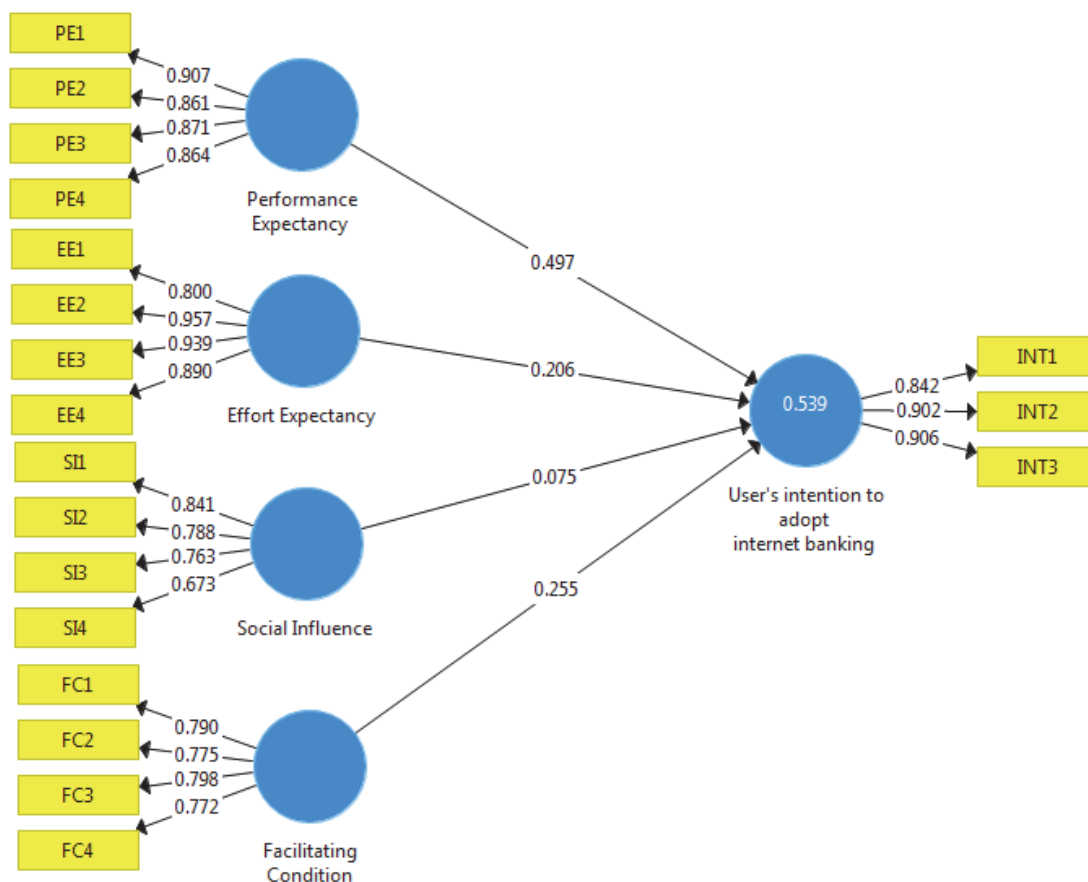 PE1
PE2
PE3
PE4
0.907
0.861
0.871
0.864
Performance
Expectancy
0.497
EE1
EE2
EE3
EE4
0.800
0.957
0.939
0.890
Effort Expectancy
0.206
SI1
SI2
SI3
SI4
0.841
0.788
0.763
0.673
Social Influence
0.075
FC1
FC2
FC3
FC4
0.790
0.775
0.798
0.772
Facilitating
Condition
0.255
0.539
User's intention to
adopt
internet banking
0.842
0.902
0.906
INT1
INT2
INT3